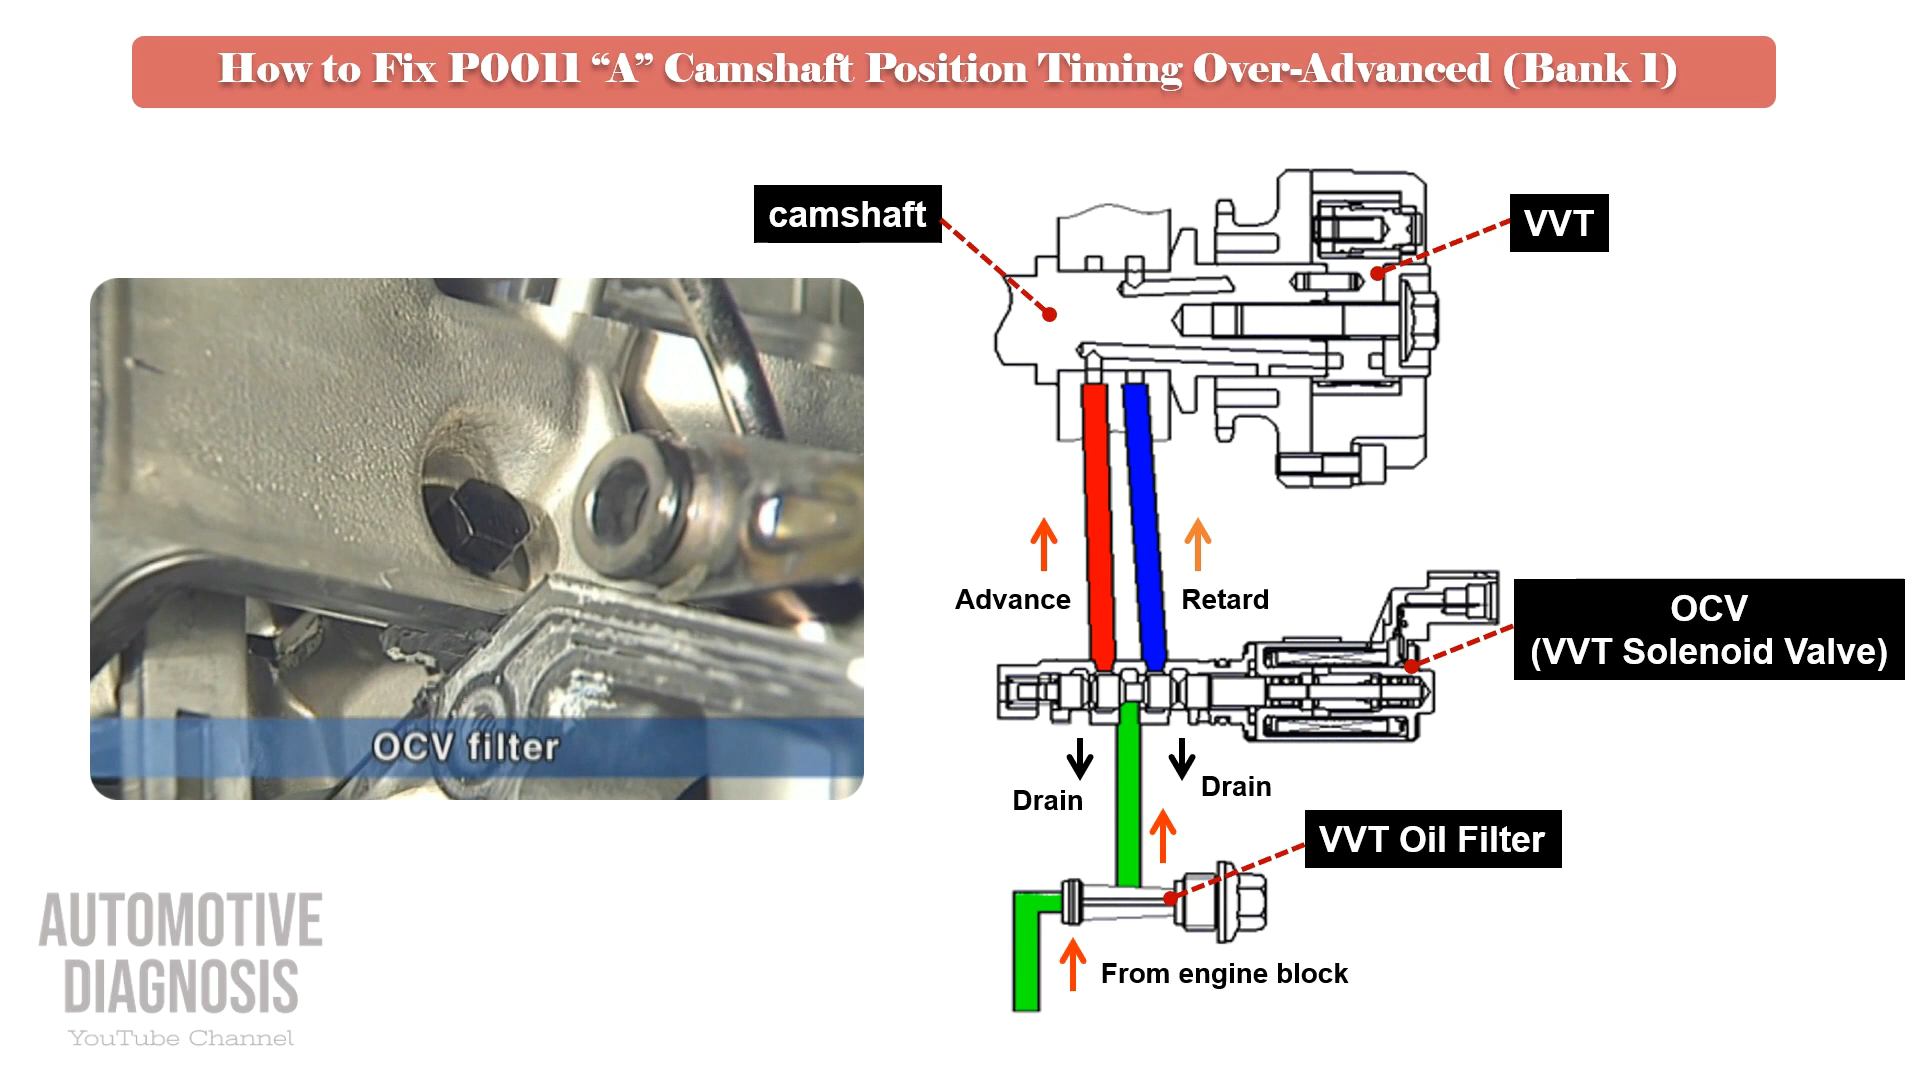 How to Fix P0011 “A” Camshaft Position Timing Over-Advanced (Bank 1)
camshaft
VVT
Advance
Retard
OCV
(VVT Solenoid Valve)
OCV filter
Drain
Drain
VVT Oil Filter
From engine block
AUTOMOTIVE
DIAGNOSIS
YouTube Channel